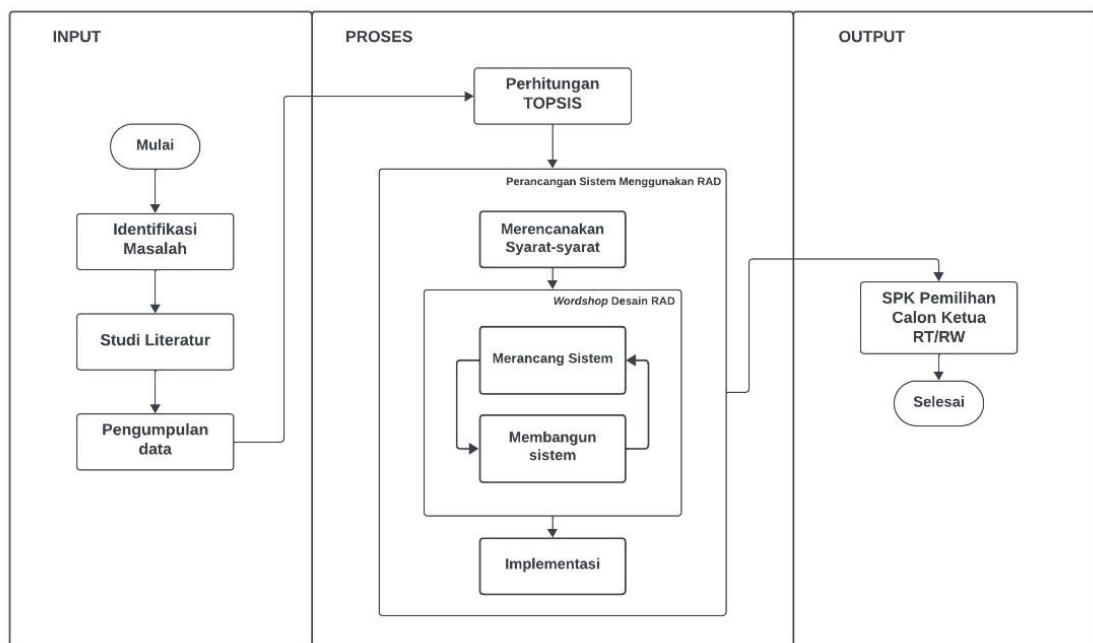 INPUT
Mulai
Identifikasi
Masalah
Studi Literatur
Pengumpulan
data
PROSES
Perhitungan
TOPSIS
Perancangan Sistem Menggunakan RAD
Merencanakan
Syarat-syarat
Wordshop Desain RAD
Merancang Sistem
Membangun
sistem
Implementasi
OUTPUT
SPK Pemilihan
Calon Ketua
RT/RW
Selesai